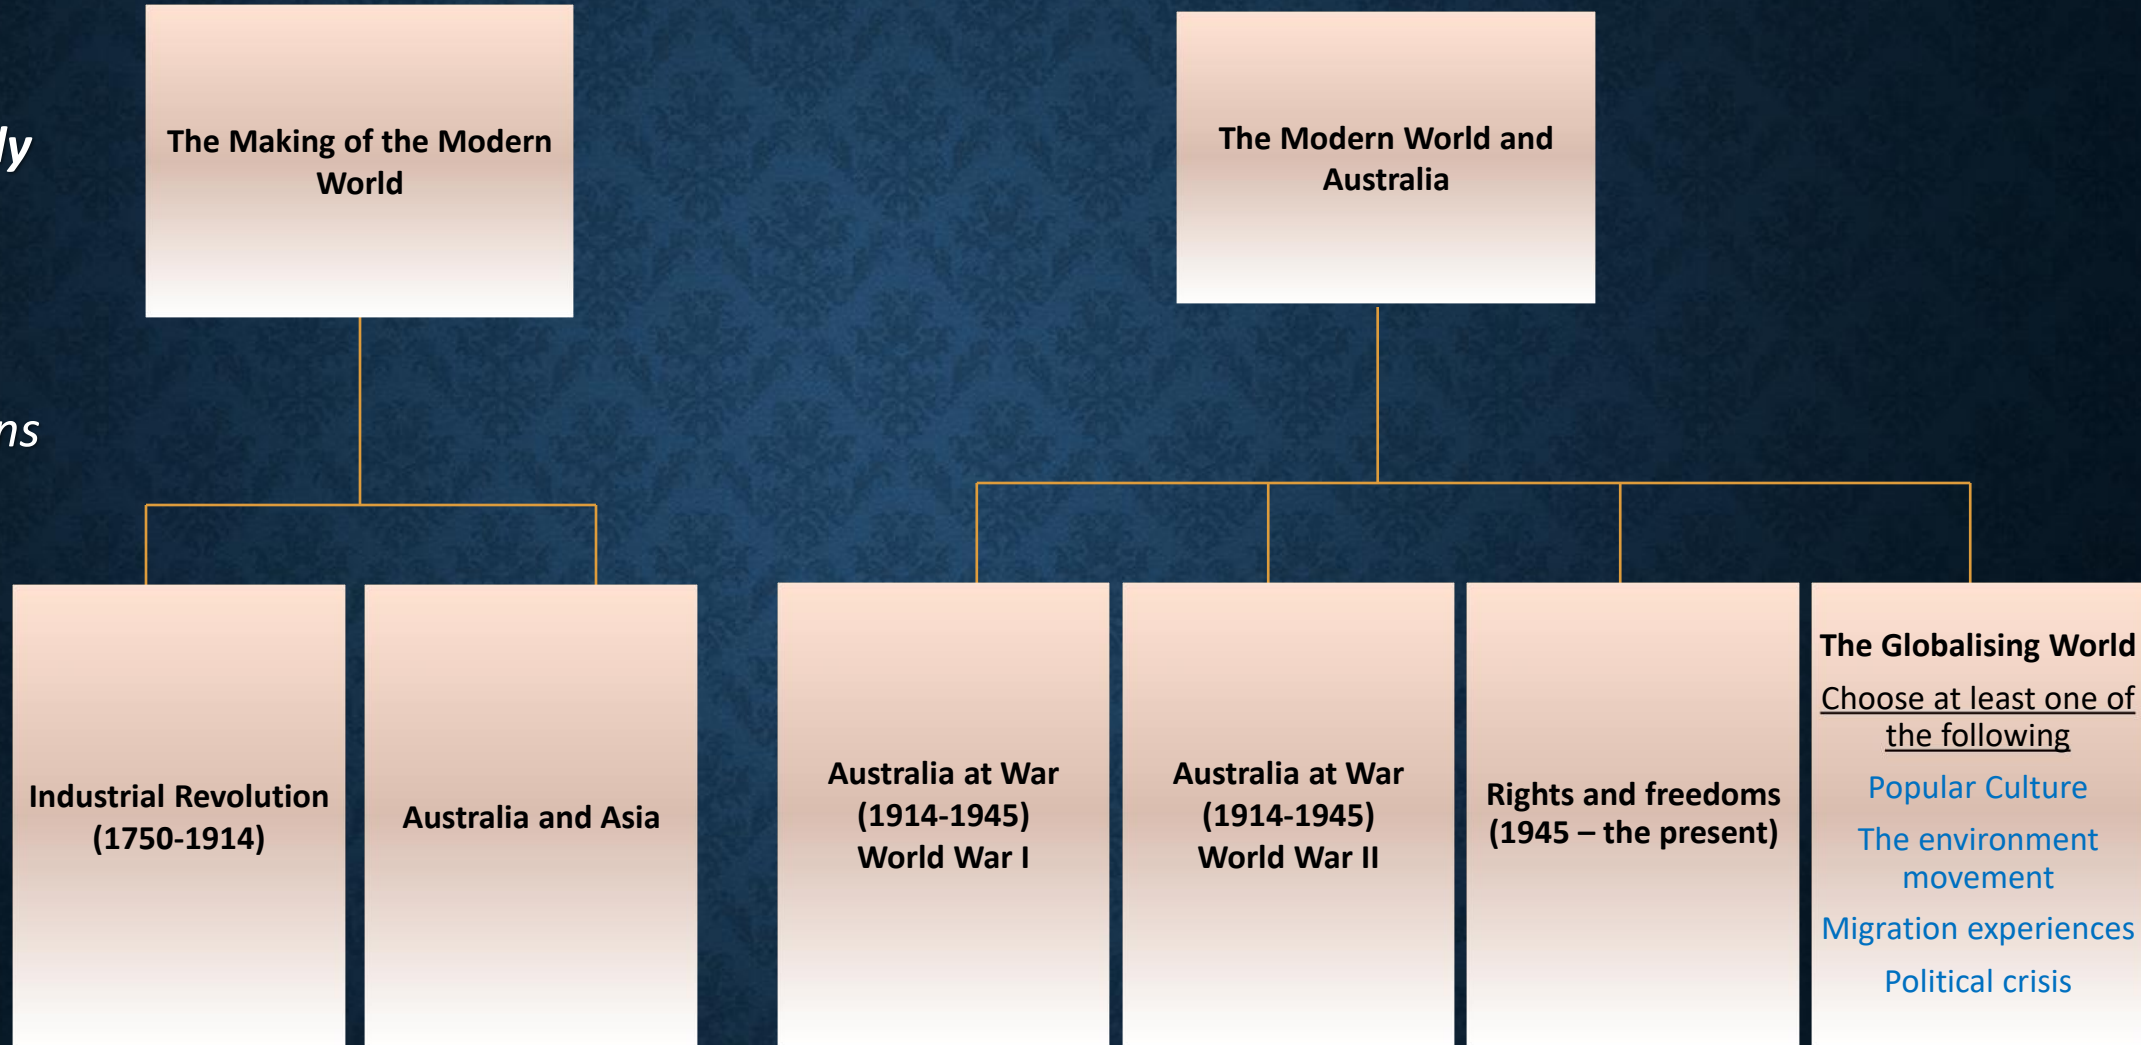 The Making of the Modern
World
The Modern World and
Australia
Industrial Revolution
(1750-1914)
Australia and Asia
Australia at War
(1914-1945)
World War I
Australia at War
(1914-1945)
World War II
Rights and freedoms
(1945 – the present)
The Globalising World
Choose at least one of
the following
Popular Culture
The environment
movement
Migration experiences
Political crisis